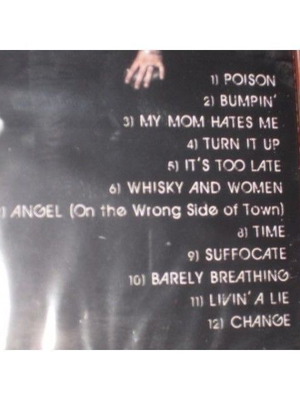 1) POISON
2) BUMPIN'
3) MY MOM HATES ME
4) TURN IT UP
5) IT'S TOO LATE
6) WHISKY AND WOMEN
) ANGEL (On the Wrong Side of Town)
8) TIME
9) SUFFOCATE
10) BARELY BREATHING
11) LIVIN' A LIE
12) CHANGE